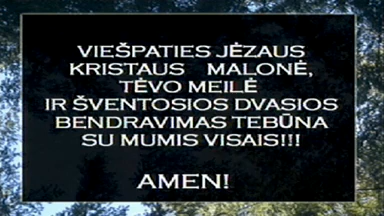 VIEŠPATIES JĖZAUS
KRISTAUS MALONĖ,
TĖVO MEILĖ
IR ŠVENTOSIOS DVASIOS
BENDRAVIMAS TEBŪNA
SU MUMIS VISAIS!!!
AMEN!